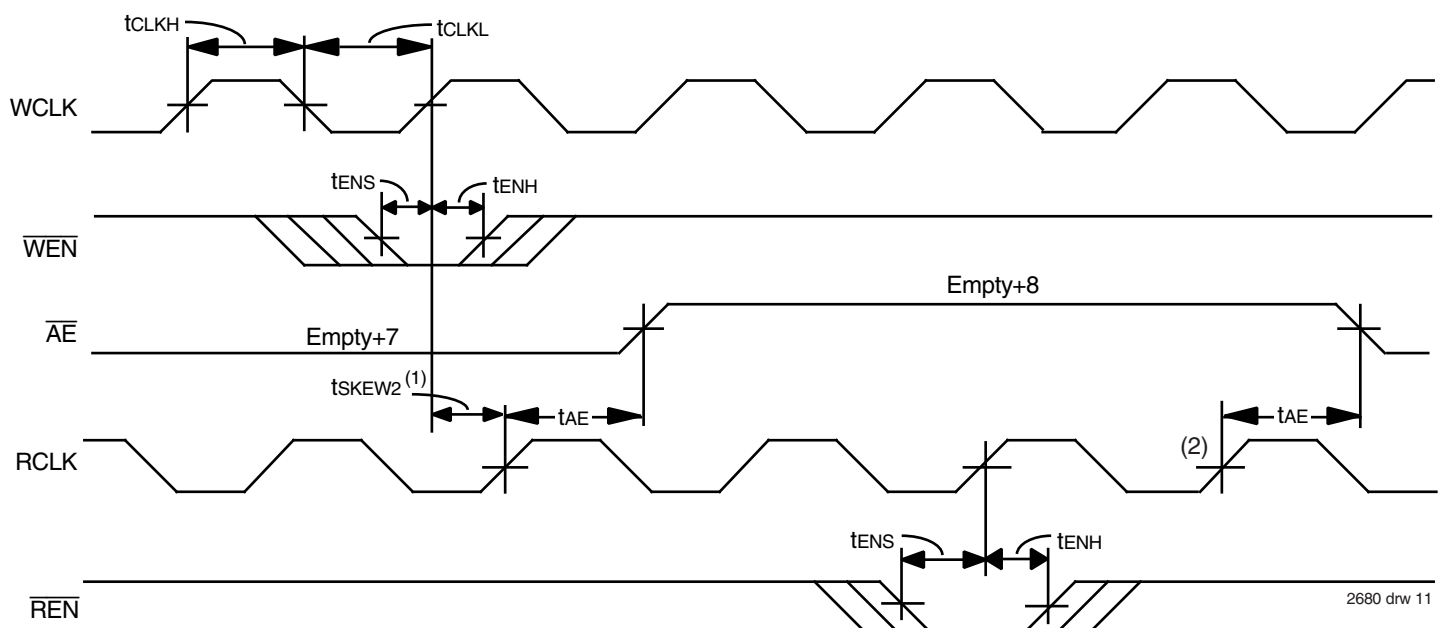 tCLKH tCLKL
WCLK
tENS tENH
WEN
Empty+8
AE
Empty+7
tSKEW2 (1)
tAE tAE
RCLK (2)
tENS tENH
REN
2680 drw 11